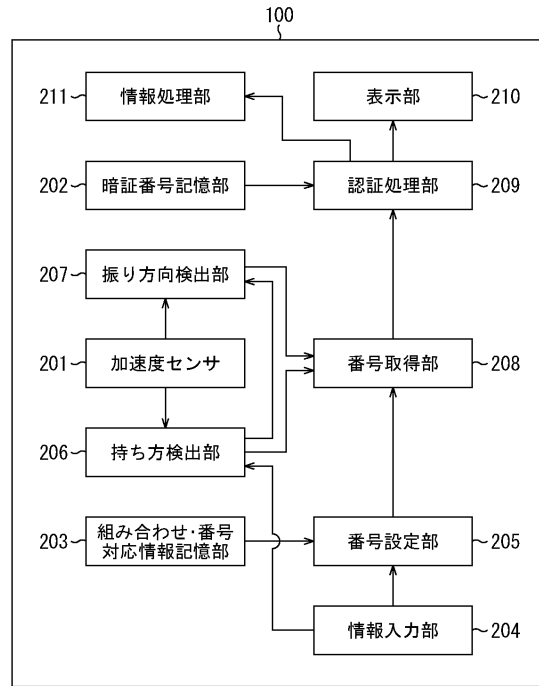 100
211
情報処理部
表示部
210
202
暗証番号記憶部
認証処理部
209
207
振り方向検出部
201
加速度センサ
番号取得部
208
206
持ち方検出部
203
組み合わせ・番号
対応情報記憶部
番号設定部
205
情報入力部
204